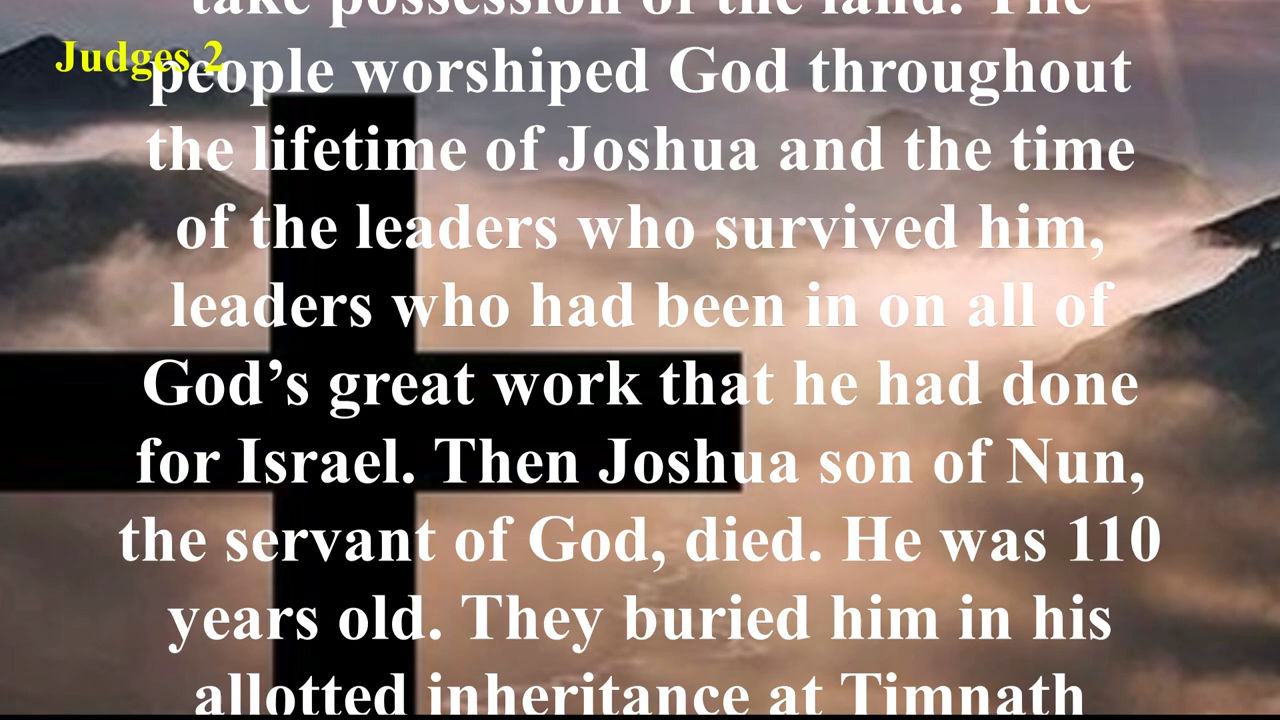 take possession of the land. The
Judges 2
people worshiped God throughout
the lifetime of Joshua and the time
of the leaders who survived him,
leaders who had been in on all of
God’s great work that he had done
for Israel. Then Joshua son of Nun,
the servant of God, died. He was 110
years old. They buried him in his
allotted inheritance at Timnath